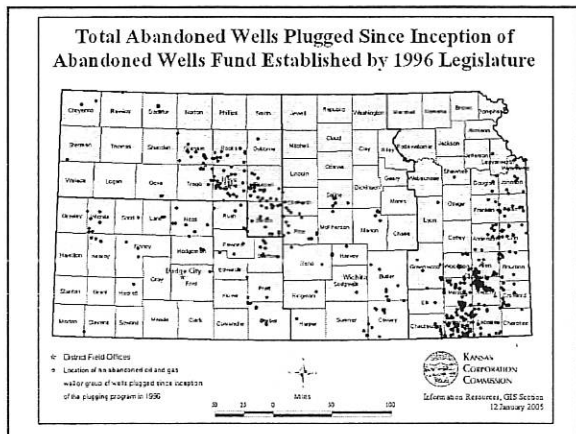 Total Abandoned Wells Plugged Since Inception of
Abandoned Wells Fund Established by 1996 Legislature
Cheyenne Rawlins Decatur Norton Phillips Smith Jewell Republic Washington Marshall Nemaha Brown Doniphan
Sherman Thomas Sheridan Graham Rooks Osborne Mitchell Cloud Clay Riley Pottawatomie Jackson Atchison
Jefferson Leavenworth
Wallace Logan Gove Trego Ellis Russell Lincoln Ottawa Dickinson Geary Wabaunsee Shawnee Douglas Johnson
Greeley Wichita Scott Lane Ness Rush Barton Ellsworth Saline Morris Lyon Osage Franklin
Rice McPherson Marion Chase Coffey Anderson Linn
Hamilton Kearny Finney Hodgeman Pawnee Stafford Reno Harvey Butler Greenwood Woodson Allen Bourbon
Dodge City Edwards Wichita
Stanton Grant Haskell Gray Ford Kiowa Pratt Kingman Sedgwick Elk Crawford
Morton Stevens Seward Meade Clark Comanche Barber Harper Sumner Cowley Chautauqua Labette Cherokee
District Field Offices
Location of an abandoned oil and gas
well or group of wells plugged since inception
of the plugging program in 1996
Miles
KANSAS
CORPORATION
COMMISSION
Information Resources, GIS Section
12 January 2005